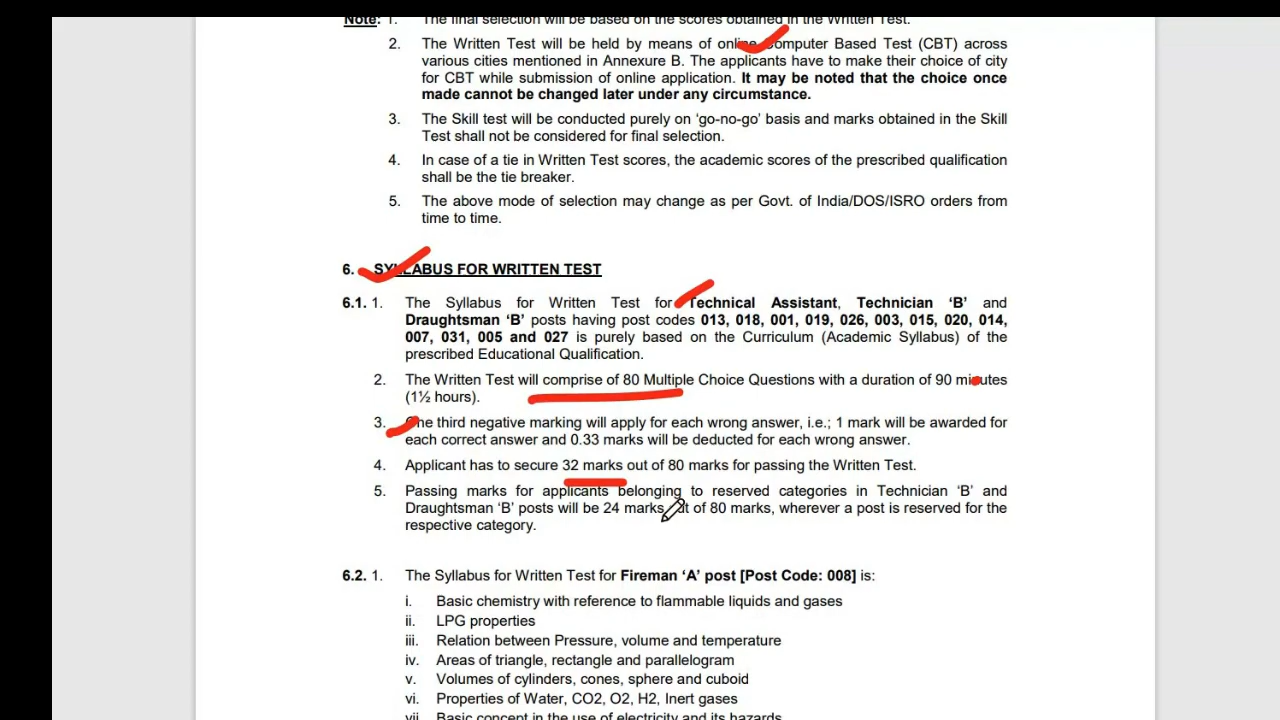 Note: 1. The final selection will be based on the scores obtained in the Written Test.
2. The Written Test will be held by means of online Computer Based Test (CBT) across
various cities mentioned in Annexure B. The applicants have to make their choice of city
for CBT while submission of online application. It may be noted that the choice once
made cannot be changed later under any circumstance.
3. The Skill test will be conducted purely on ‘go-no-go’ basis and marks obtained in the Skill
Test shall not be considered for final selection.
4. In case of a tie in Written Test scores, the academic scores of the prescribed qualification
shall be the tie breaker.
5. The above mode of selection may change as per Govt. of India/DOS/ISRO orders from
time to time.
6. SYLLABUS FOR WRITTEN TEST
6.1. 1. The Syllabus for Written Test for Technical Assistant, Technician ‘B’ and
Draughtsman ‘B’ posts having post codes 013, 018, 001, 019, 026, 003, 015, 020, 014,
007, 031, 005 and 027 is purely based on the Curriculum (Academic Syllabus) of the
prescribed Educational Qualification.
2. The Written Test will comprise of 80 Multiple Choice Questions with a duration of 90 minutes
(1½ hours).
3. One third negative marking will apply for each wrong answer, i.e.; 1 mark will be awarded for
each correct answer and 0.33 marks will be deducted for each wrong answer.
4. Applicant has to secure 32 marks out of 80 marks for passing the Written Test.
5. Passing marks for applicants belonging to reserved categories in Technician ‘B’ and
Draughtsman ‘B’ posts will be 24 marks out of 80 marks, wherever a post is reserved for the
respective category.
6.2. 1. The Syllabus for Written Test for Fireman ‘A’ post [Post Code: 008] is:
i. Basic chemistry with reference to flammable liquids and gases
ii. LPG properties
iii. Relation between Pressure, volume and temperature
iv. Areas of triangle, rectangle and parallelogram
v. Volumes of cylinders, cones, sphere and cuboid
vi. Properties of Water, CO2, O2, H2, Inert gases
vii. Basic concept in the use of electricity and its hazards